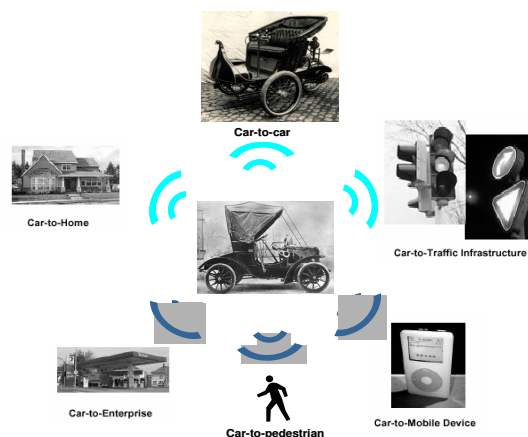 Car-to-car
Car-to-Home
Car-to-Traffic Infrastructure
Car-to-Enterprise
Car-to-pedestrian
Car-to-Mobile Device